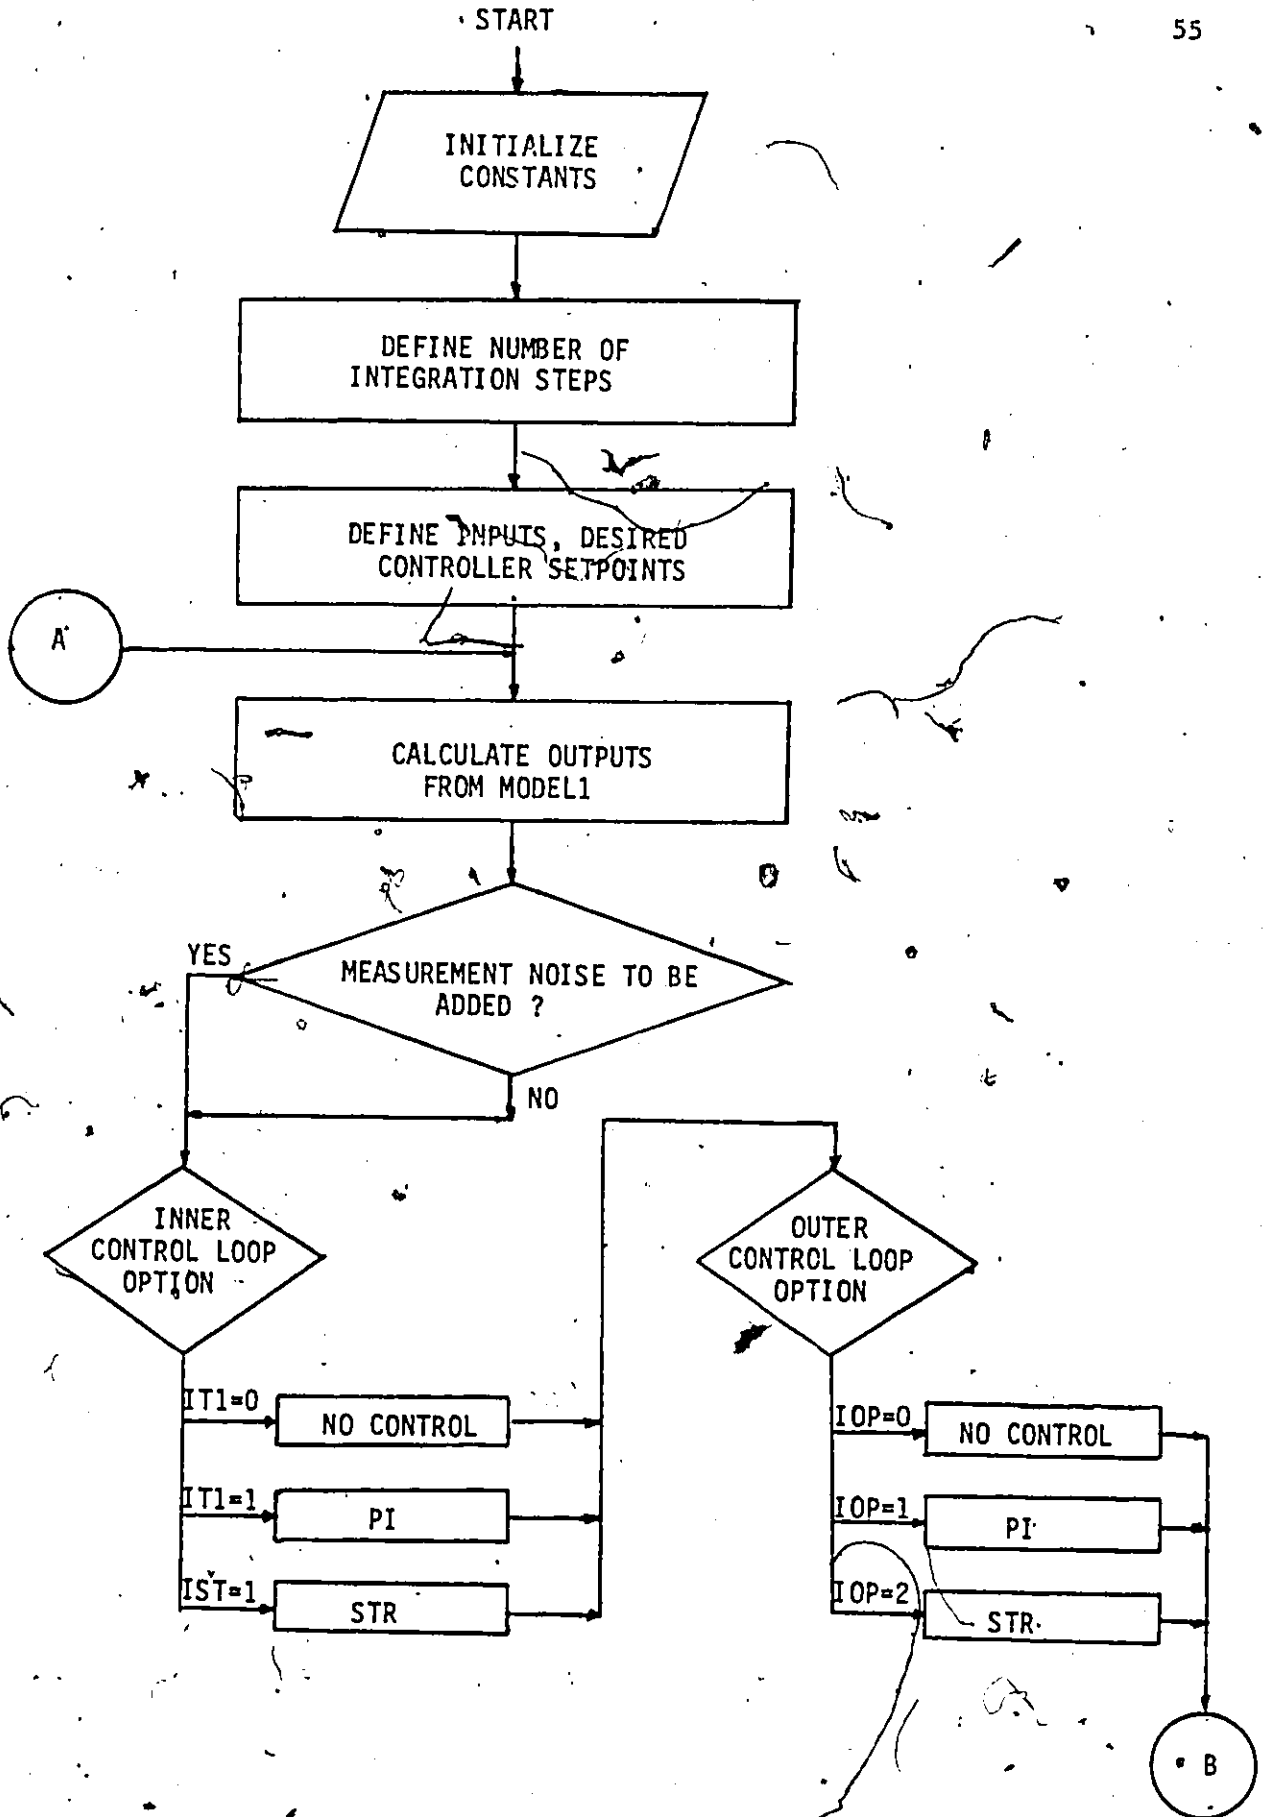 START
55
INITIALIZE
CONSTANTS
DEFINE NUMBER OF
INTEGRATION STEPS
DEFINE INPUTS, DESIRED
CONTROLLER SETPOINTS
A
CALCULATE OUTPUTS
FROM MODEL1
YES
MEASUREMENT NOISE TO BE
ADDED ?
NO
INNER
CONTROL LOOP
OPTION
OUTER
CONTROL LOOP
OPTION
IT1=0
NO CONTROL
IT1=1
PI
IST=1
STR
IOP=0
NO CONTROL
IOP=1
PI
IOP=2
STR
B